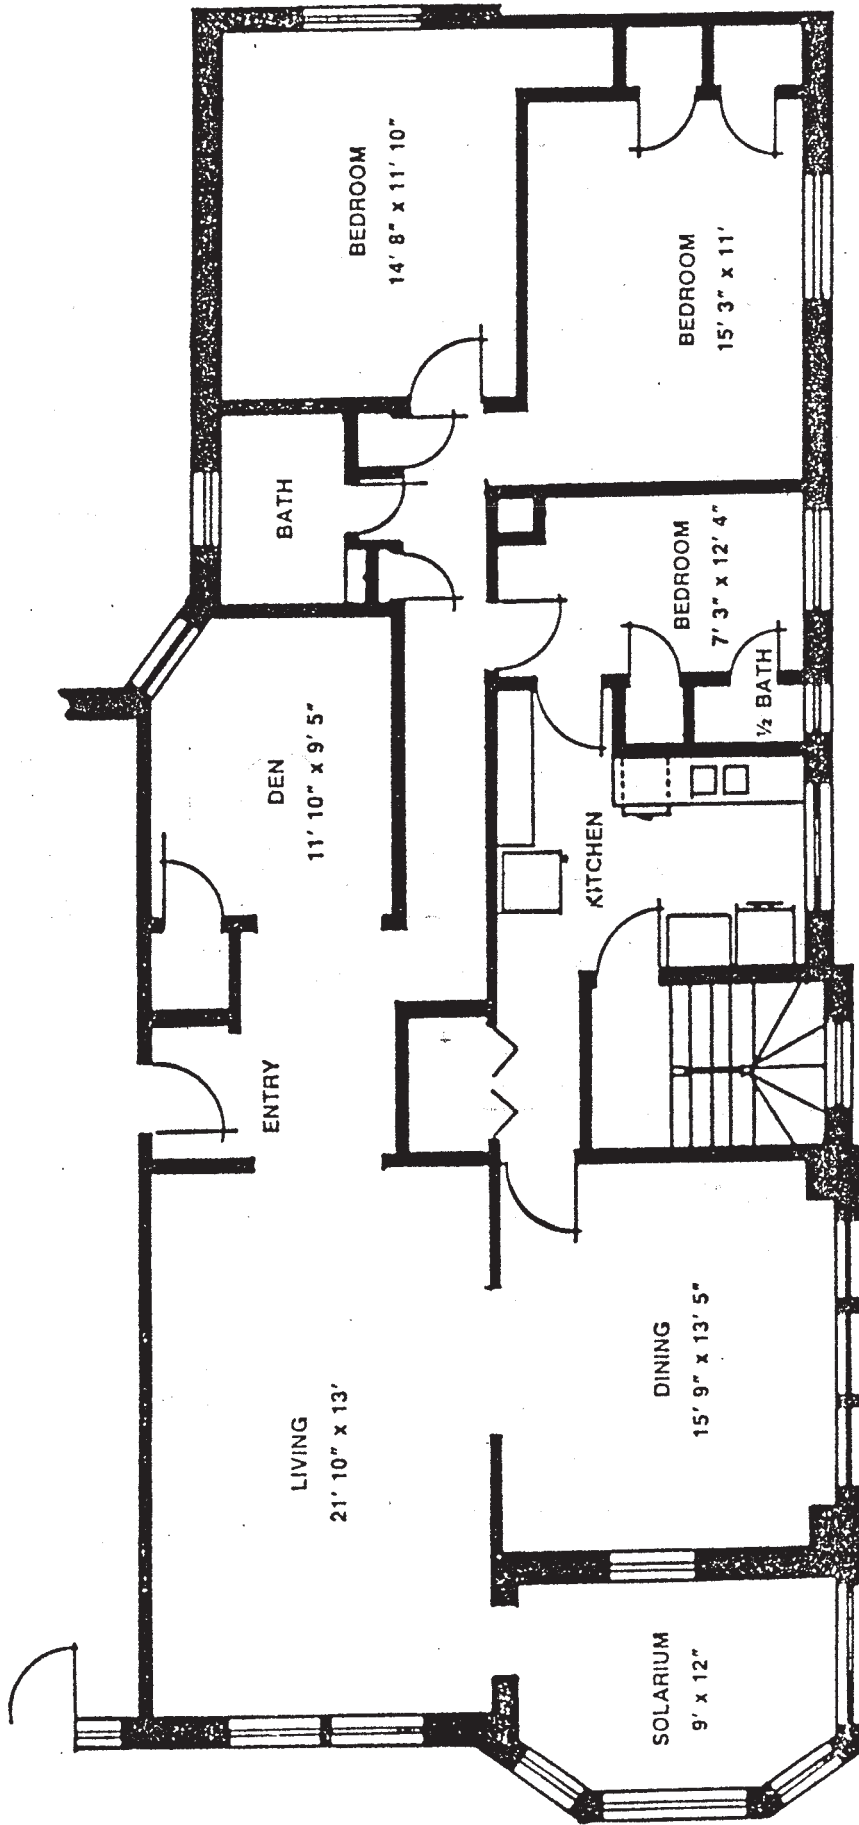 LIVING
21' 10" x 13'
ENTRY
DEN
11' 10" x 9' 5"
BATH
BEDROOM
14' 8" x 11' 10"
SOLARIUM
9' x 12"
DINING
15' 9" x 13' 5"
KITCHEN
½ BATH
BEDROOM
7' 3" x 12' 4"
BEDROOM
15' 3" x 11'